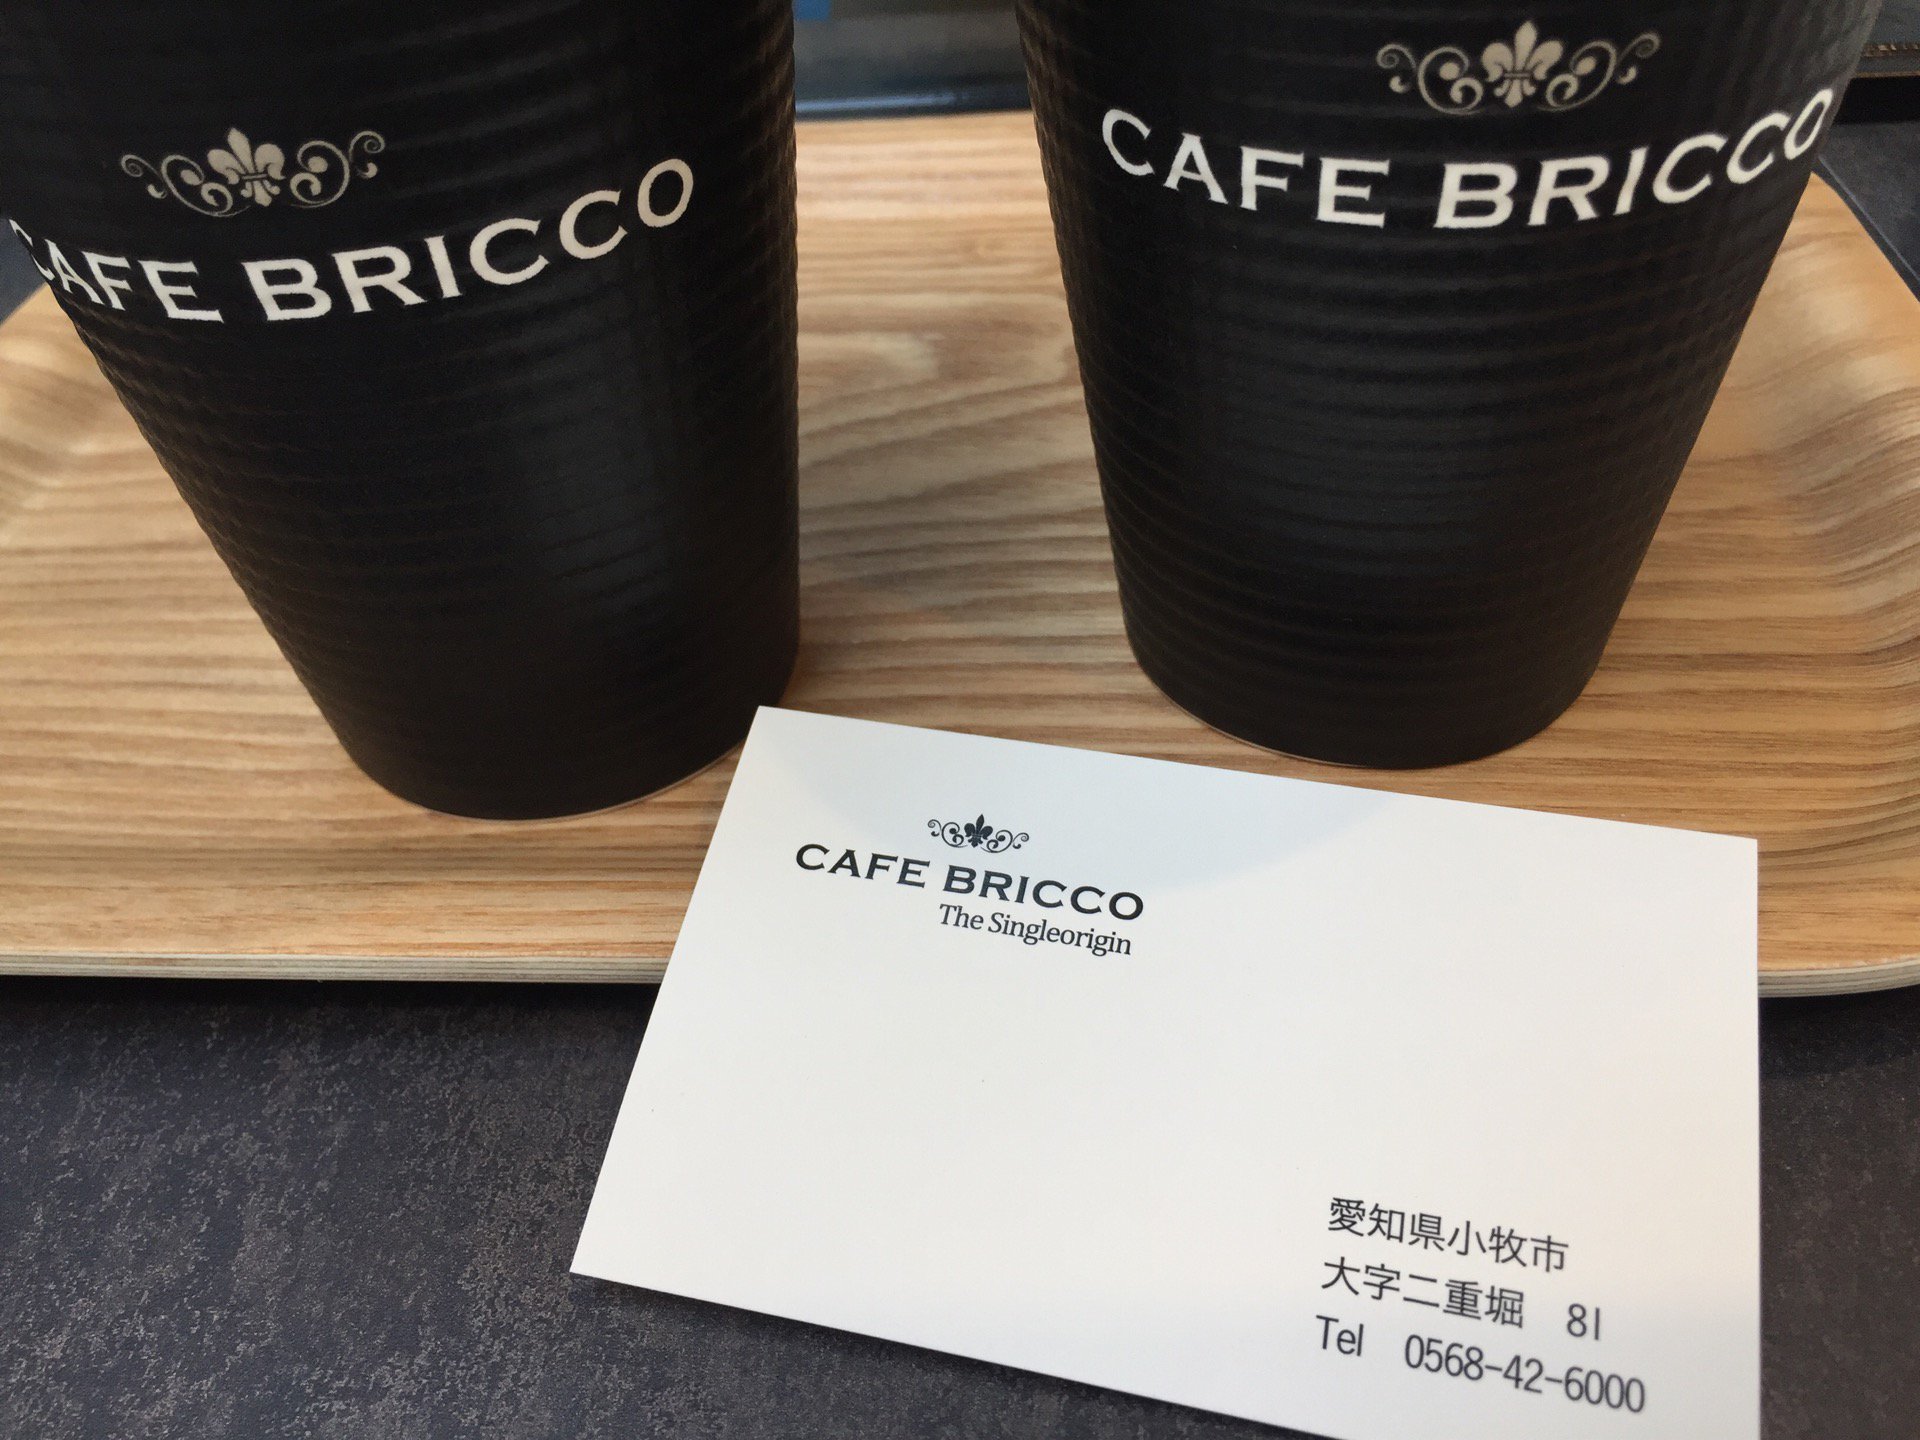 CAFE BRICCO
CAFE BRICCO
CAFE BRICCO
The Singleorigin
愛知県小牧市
大字二重堀　81
Tel　0568-42-6000